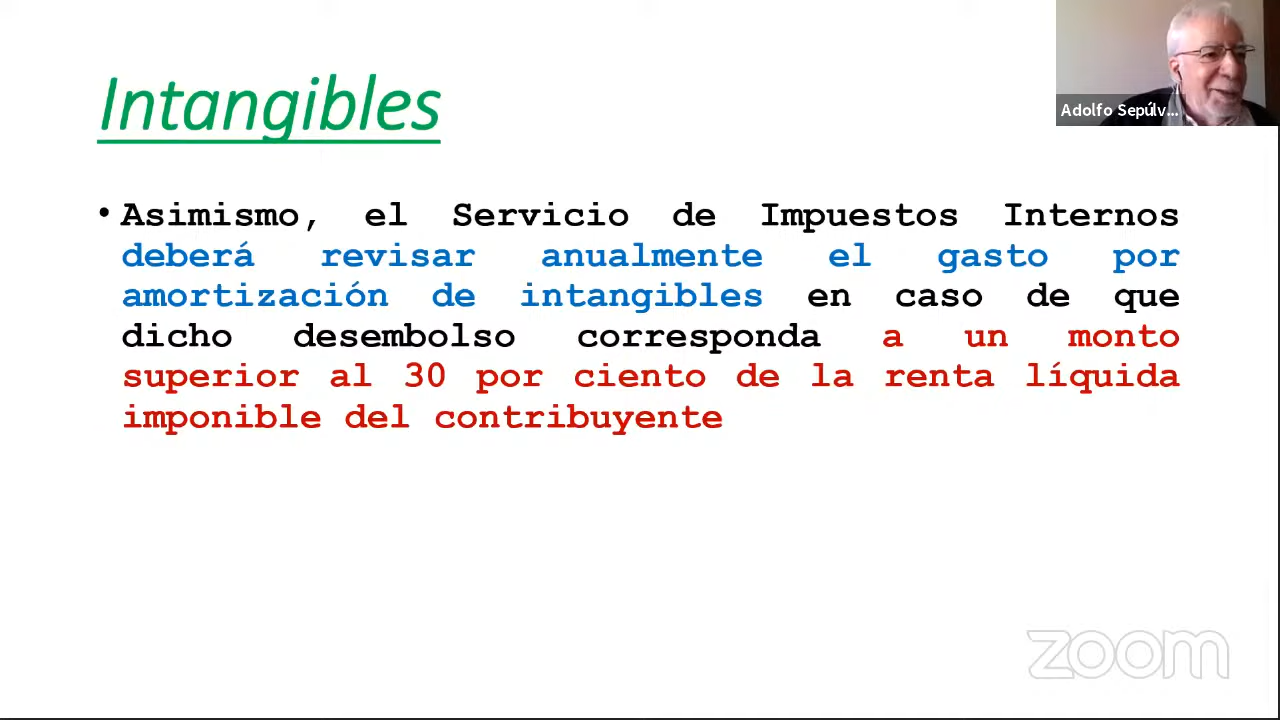 Intangibles
Adolfo Sepúlv...
• Asimismo, el Servicio de Impuestos Internos
deberá revisar anualmente el gasto por
amortización de intangibles en caso de que
dicho desembolso corresponda a un monto
superior al 30 por ciento de la renta líquida
imponible del contribuyente
zoom